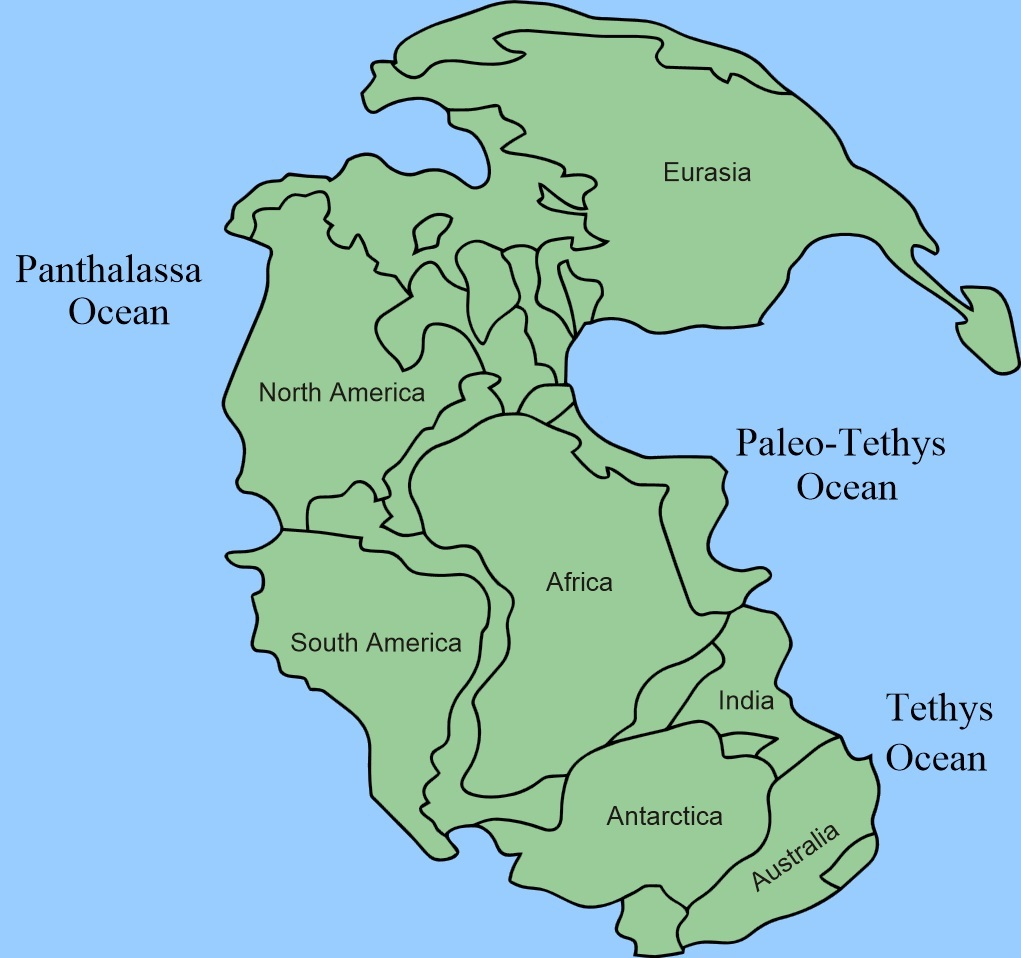 Eurasia
Panthalassa
Ocean
North America
Paleo-Tethys
Ocean
Africa
South America
India
Tethys
Ocean
Antarctica
Australia